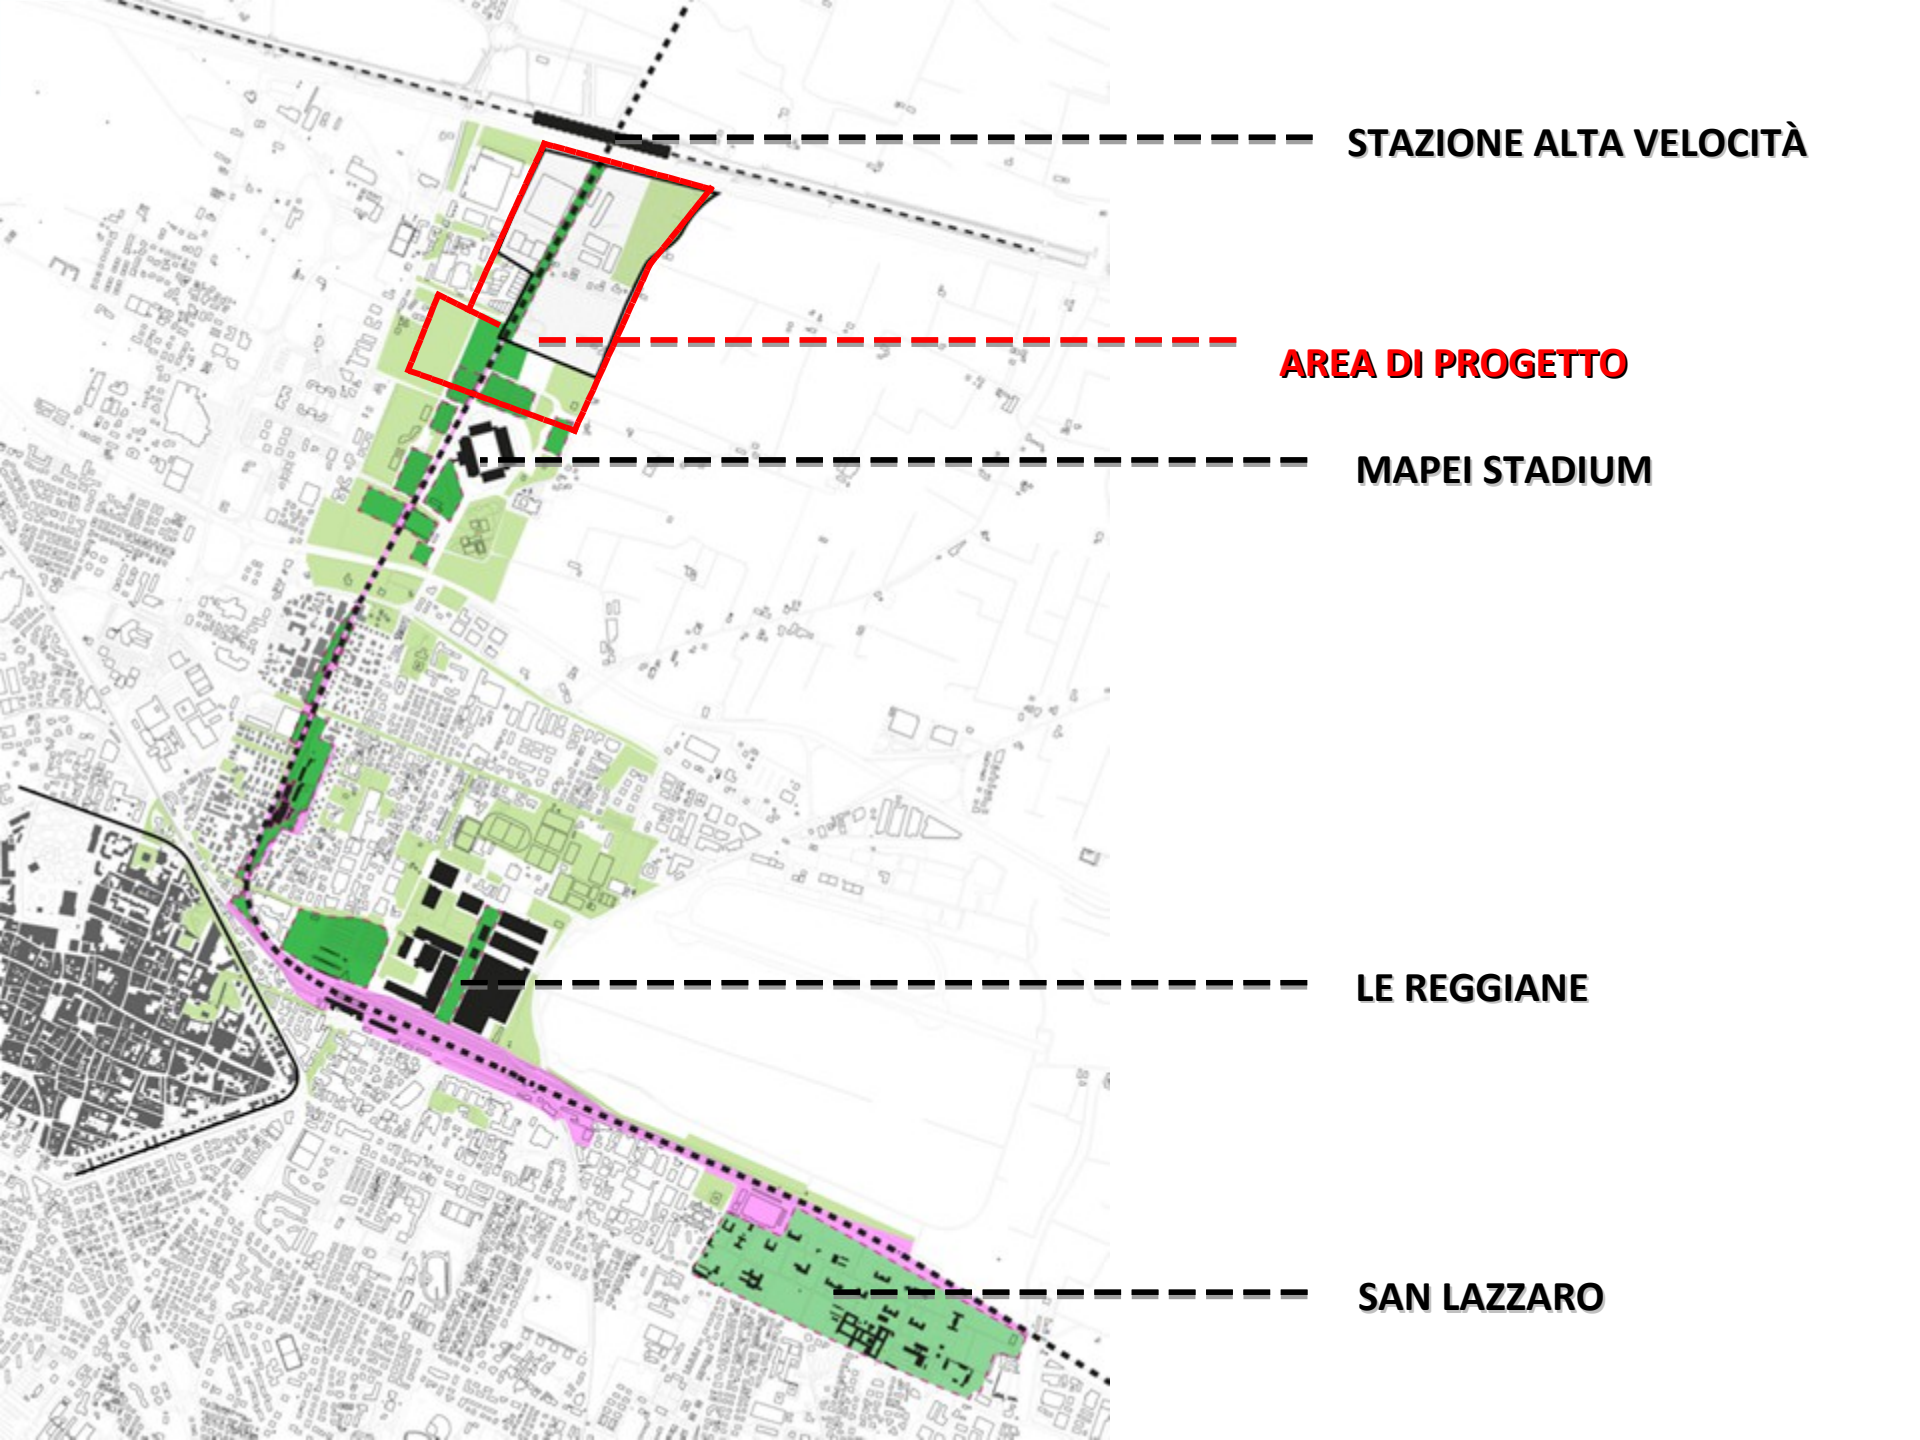 STAZIONE ALTA VELOCITÀ
AREA DI PROGETTO
MAPEI STADIUM
LE REGGIANE
SAN LAZZARO